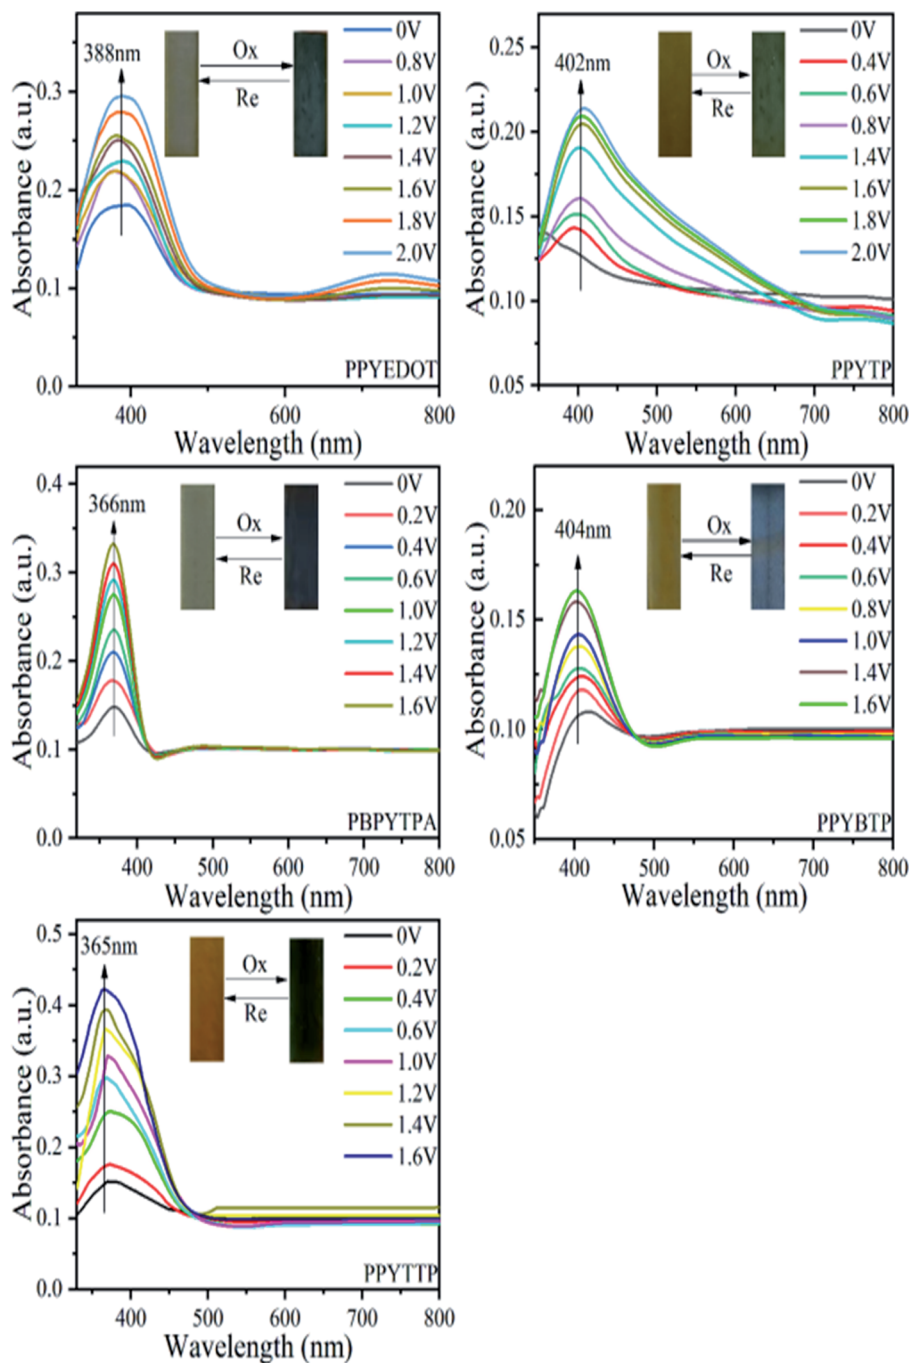 388nm
Ox
Re
0V
0.8V
1.0V
1.2V
1.4V
1.6V
1.8V
2.0V
0.3
0.2
0.1
0.0
Absorbance (a.u.)
PPYEDOT
400
600
800
Wavelength (nm)
402nm
Ox
Re
0V
0.4V
0.6V
0.8V
1.4V
1.6V
1.8V
2.0V
0.25
0.20
0.15
0.10
0.05
Absorbance (a.u.)
PPYTP
400
500
600
700
800
Wavelength (nm)
366nm
Ox
Re
0V
0.2V
0.4V
0.6V
1.0V
1.2V
1.4V
1.6V
0.4
0.3
0.2
0.1
0.0
Absorbance (a.u.)
PBPYTPA
400
500
600
700
800
Wavelength (nm)
404nm
Ox
Re
0V
0.2V
0.4V
0.6V
0.8V
1.0V
1.4V
1.6V
0.20
0.15
0.10
0.05
Absorbance (a.u.)
PPYBTP
400
500
600
700
800
Wavelength (nm)
365nm
Ox
Re
0V
0.2V
0.4V
0.6V
1.0V
1.2V
1.4V
1.6V
0.5
0.4
0.3
0.2
0.1
0.0
Absorbance (a.u.)
PPYTTP
400
500
600
700
800
Wavelength (nm)